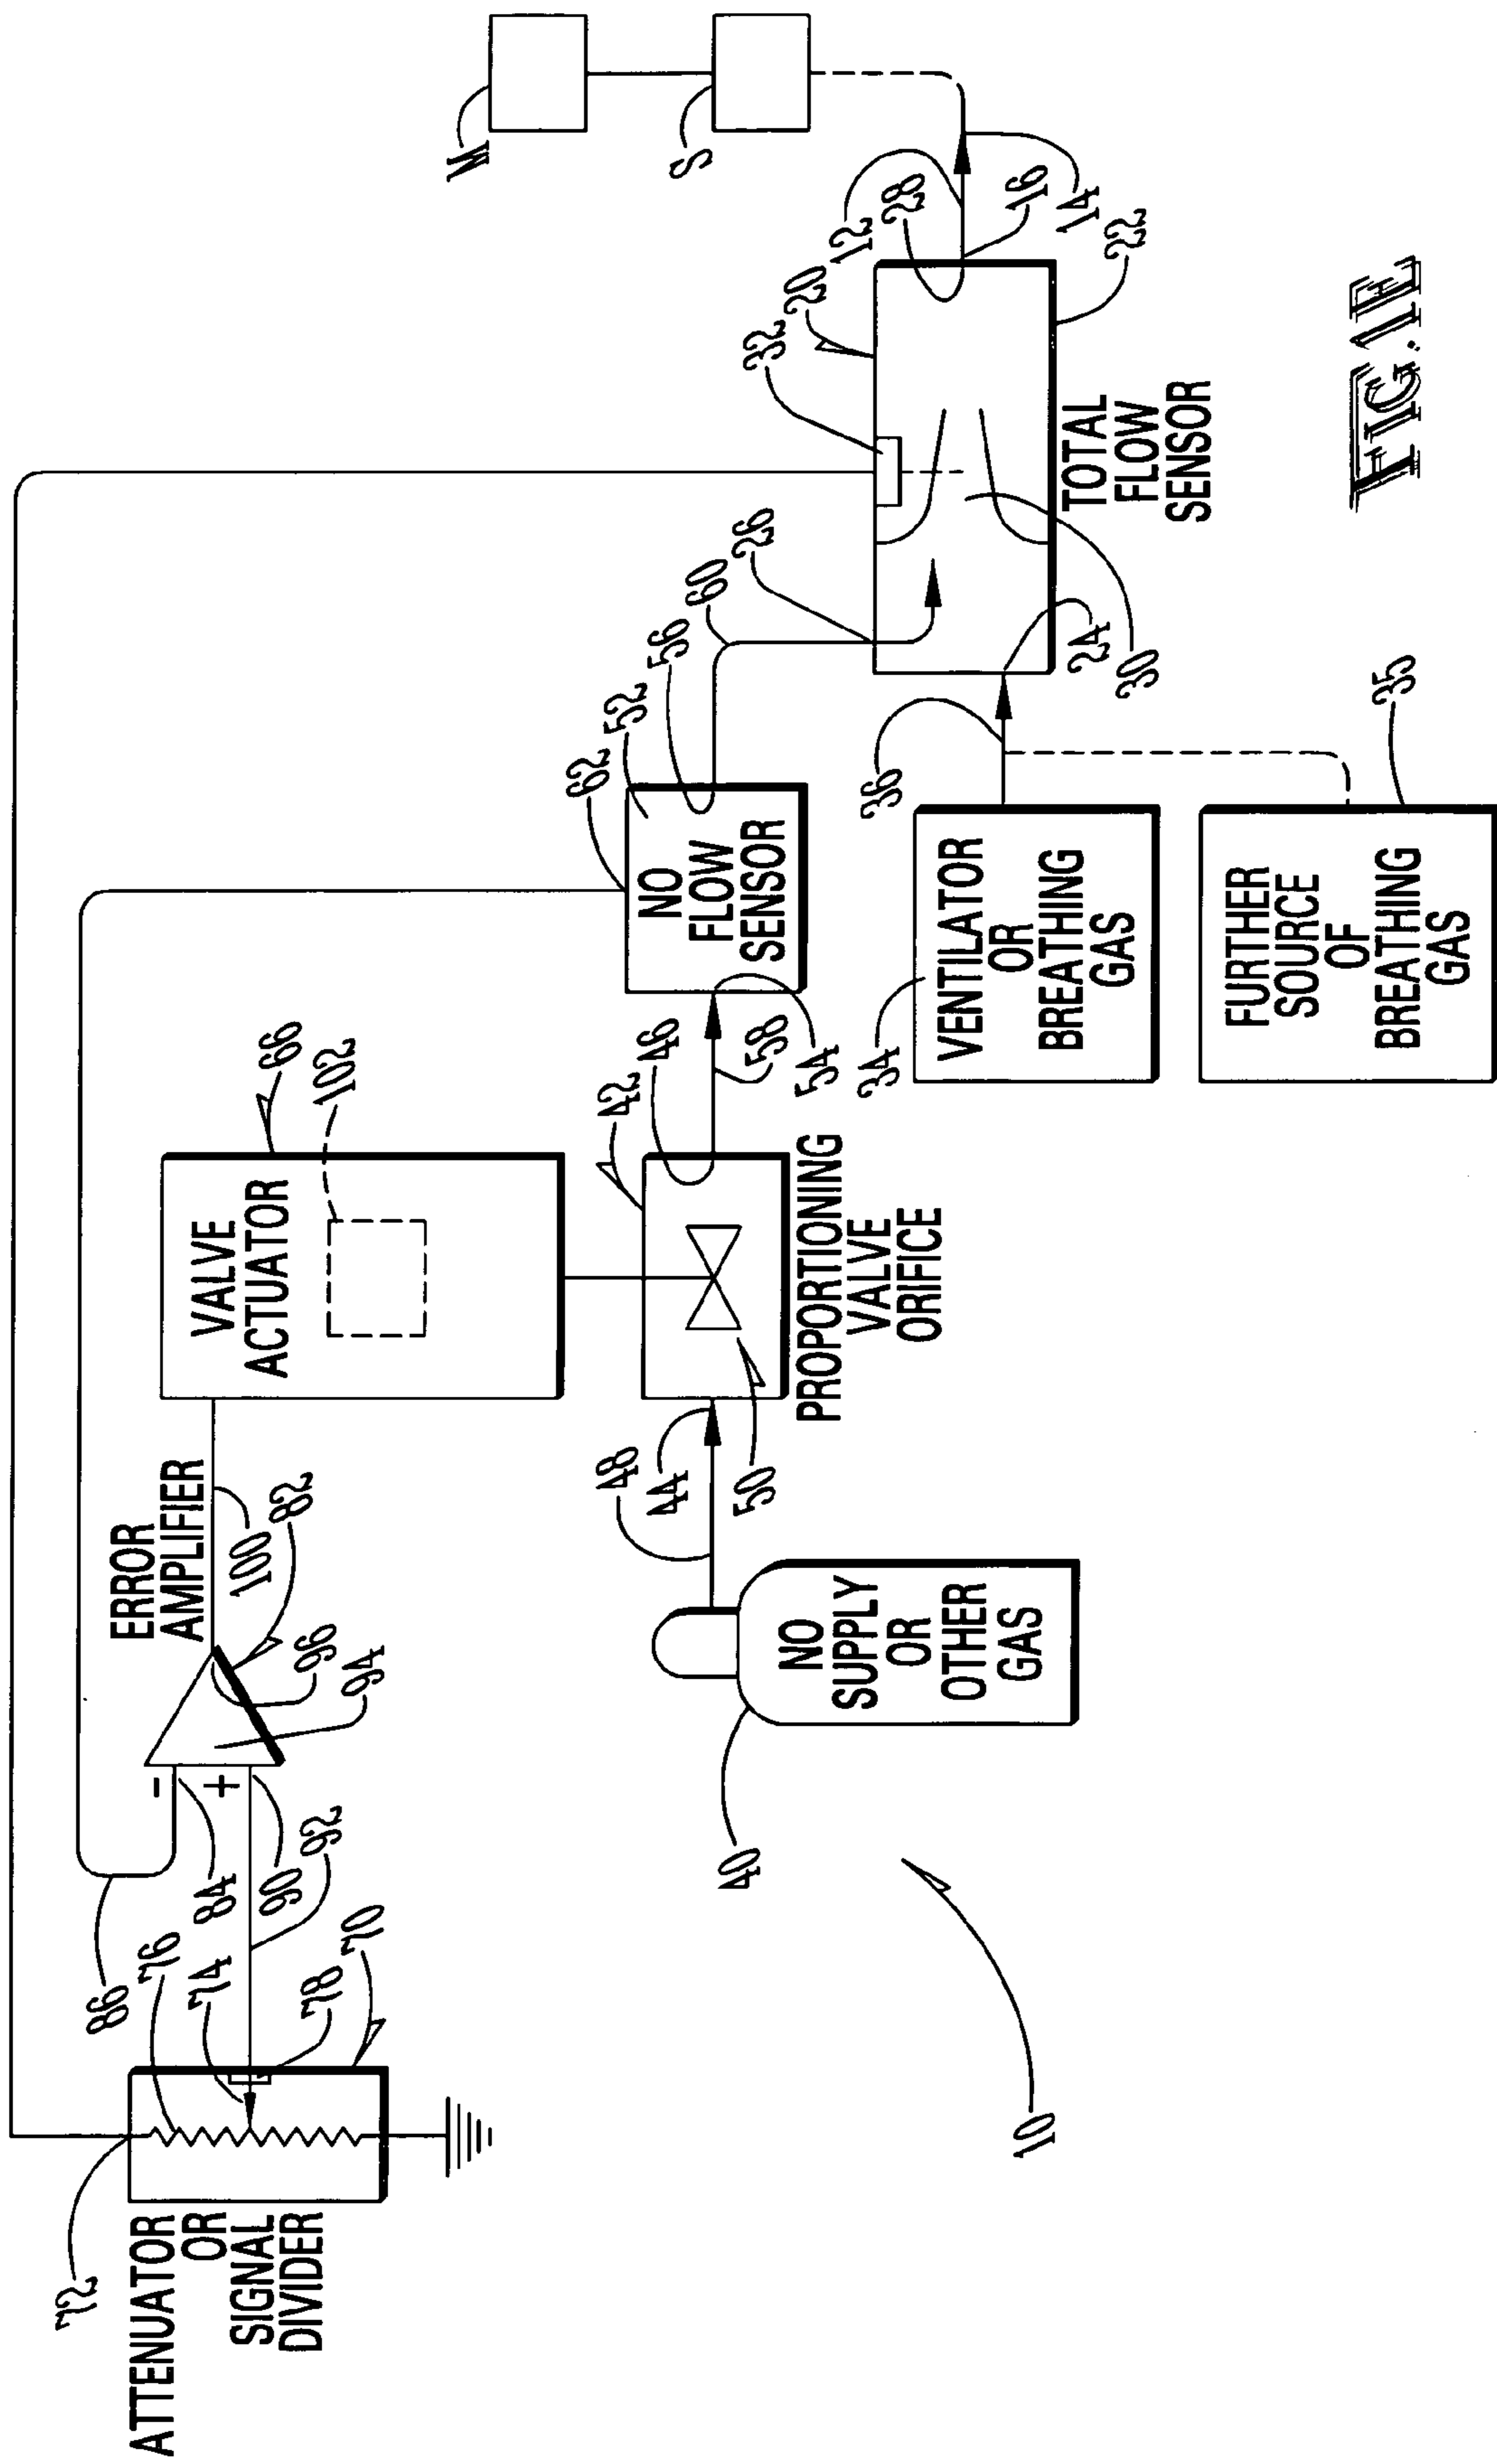 ATTENUATOR
OR
SIGNAL
DIVIDER
72
76
74
78
70
86
84
90
92
-
+
ERROR
AMPLIFIER
94
96
82
100
VALVE
ACTUATOR
66
102
40
NO
SUPPLY
OR
OTHER
GAS
48
44
50
42
46
PROPORTIONING
VALVE
ORIFICE
58
54
NO
FLOW
SENSOR
62
52
56
60
26
34
VENTILATOR
OR
BREATHING
GAS
36
FURTHER
SOURCE
OF
BREATHING
GAS
35
24
30
TOTAL
FLOW
SENSOR
32
20
22
12
28
16
14
M
S
10
FIG.1E